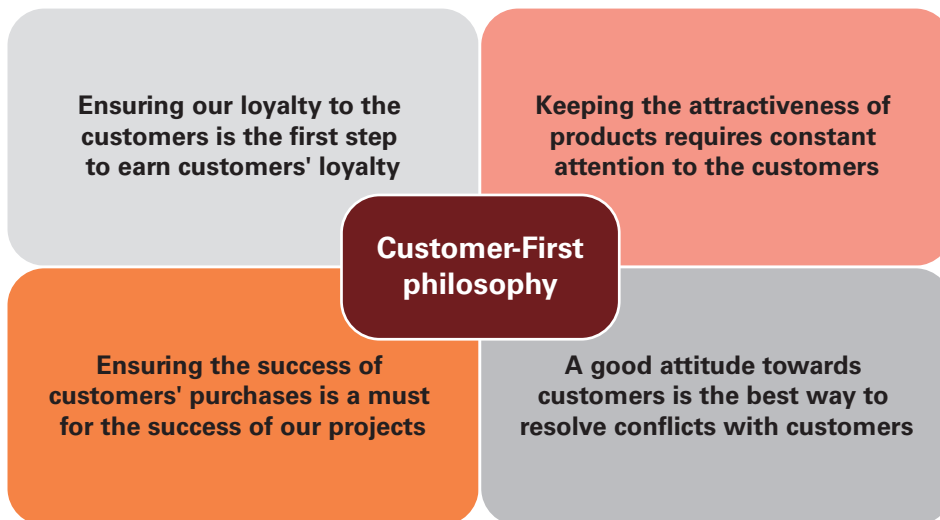 Ensuring our loyalty to the
customers is the first step
to earn customers' loyalty
Keeping the attractiveness of
products requires constant
attention to the customers
Customer-First
philosophy
Ensuring the success of
customers' purchases is a must
for the success of our projects
A good attitude towards
customers is the best way to
resolve conflicts with customers